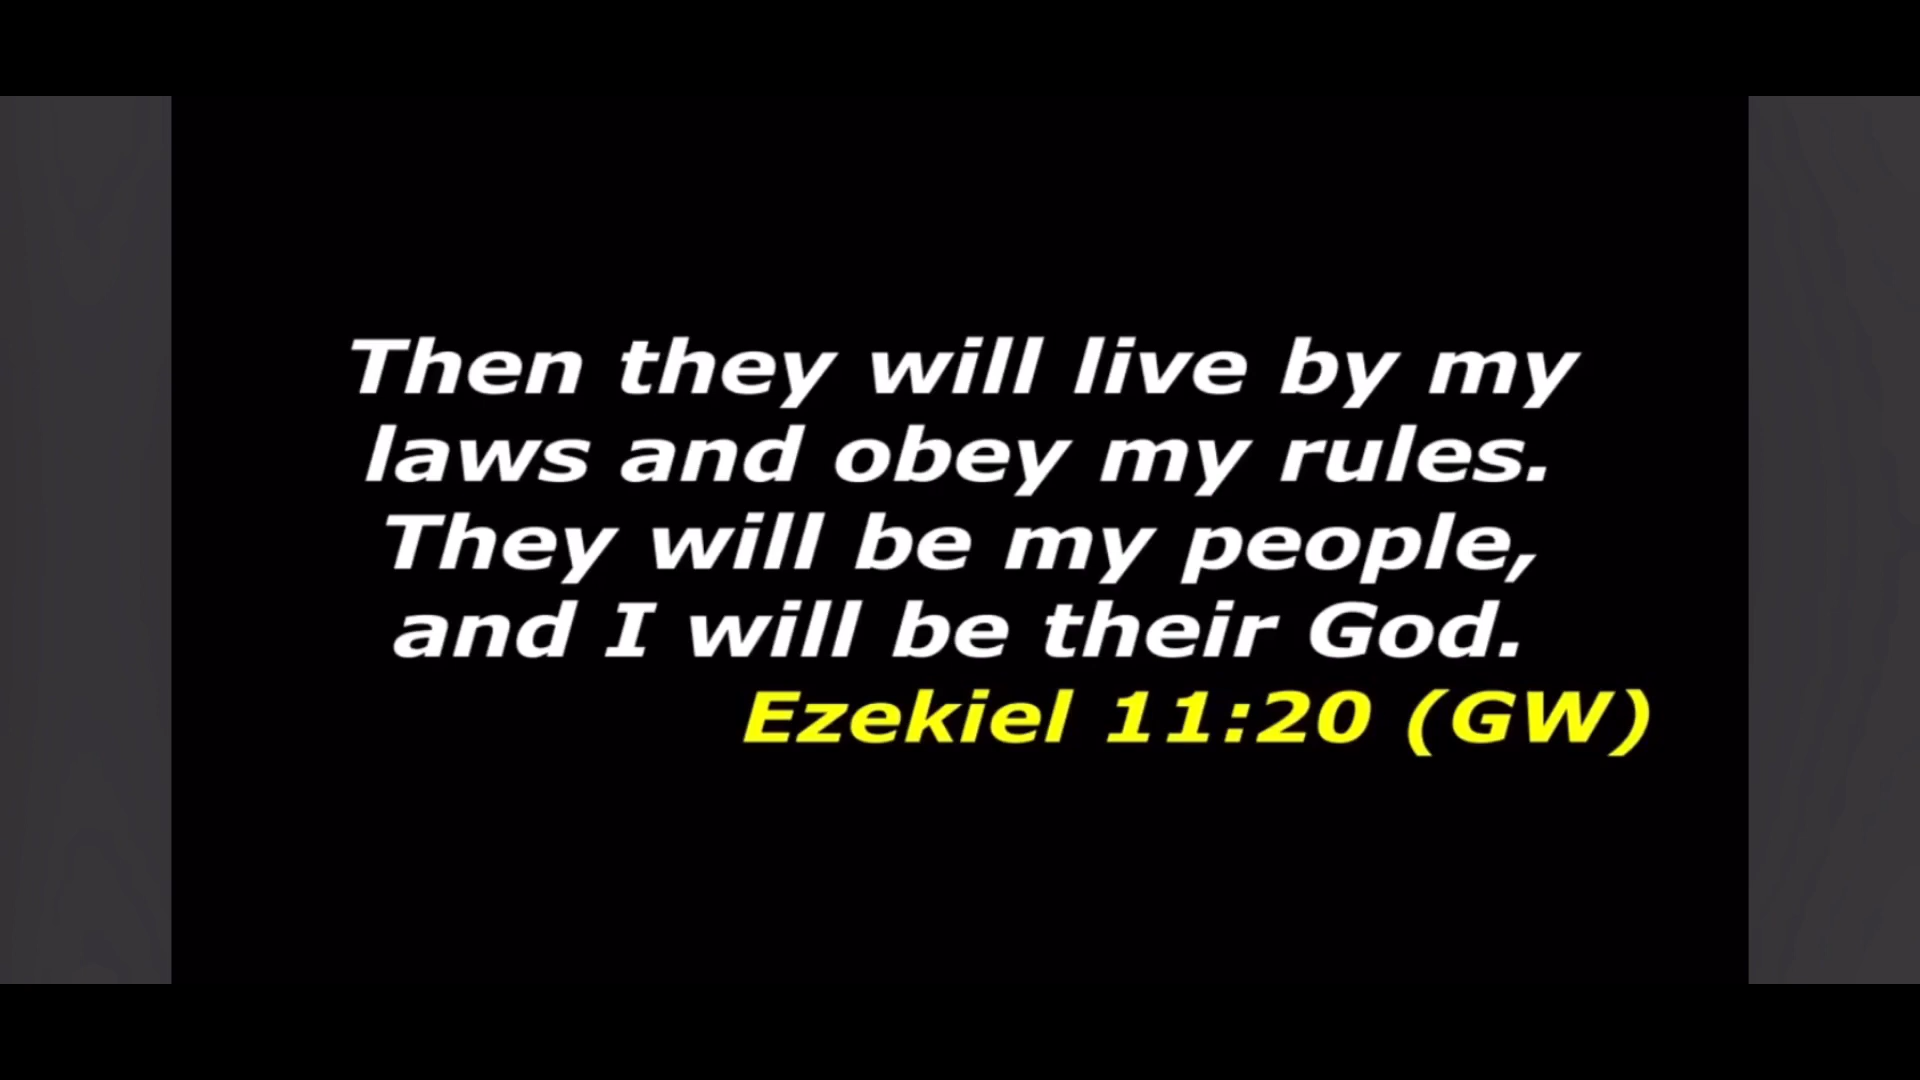 Then they will live by my
laws and obey my rules.
They will be my people,
and I will be their God.
Ezekiel 11:20 (GW)